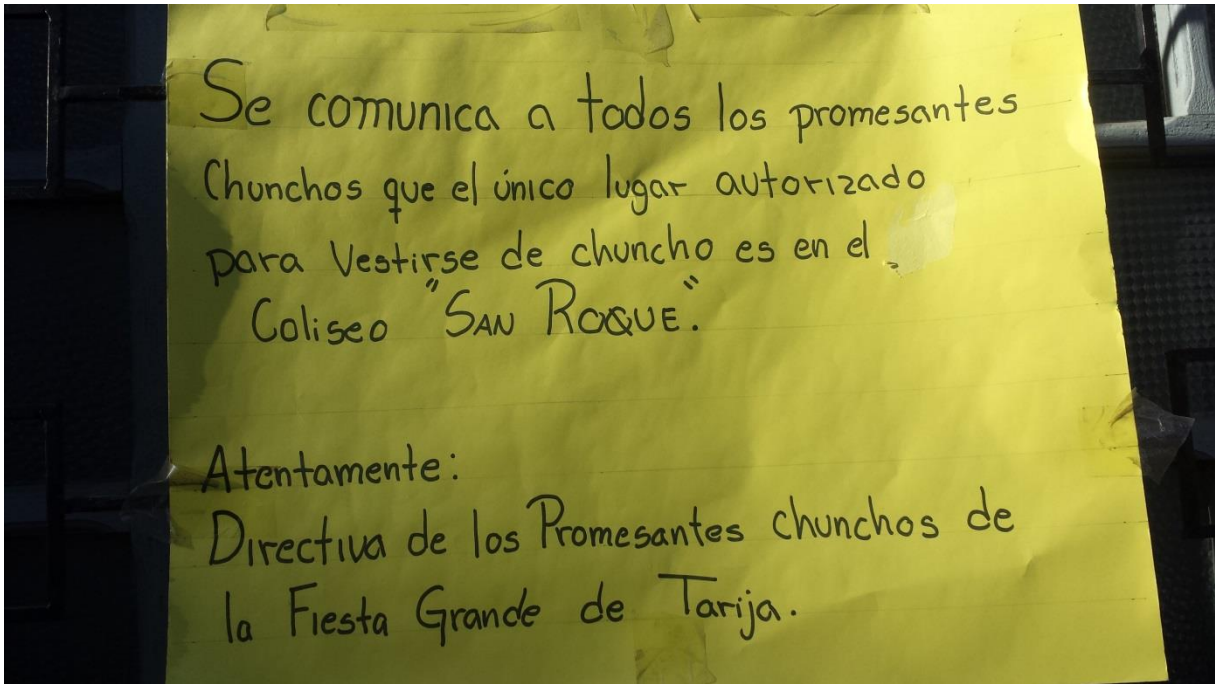 Se comunica a todos los promesantes
Chunchos que el único lugar autorizado
para Vestirse de chuncho es en el
Coliseo "SAN ROQUE".
Atentamente:
Directiva de los Promesantes chunchos de
la Fiesta Grande de Tarija.